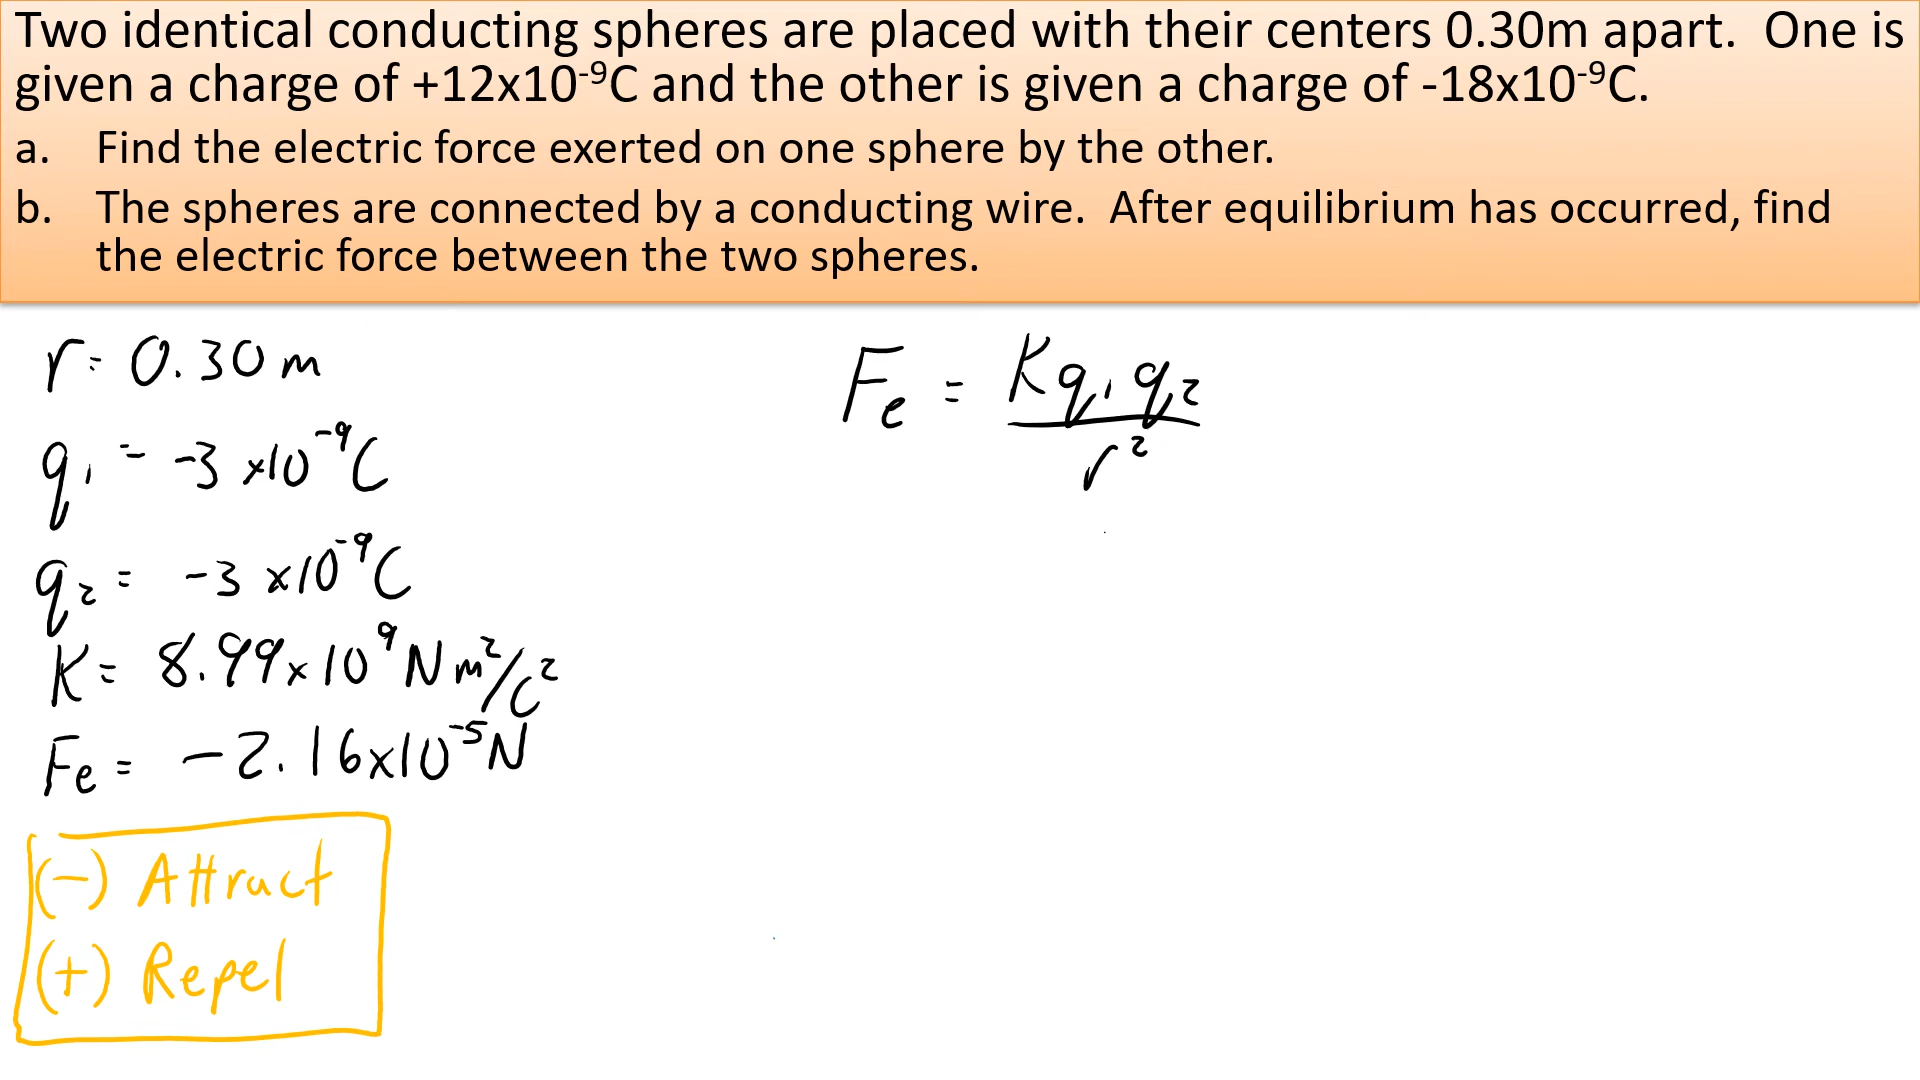 Two identical conducting spheres are placed with their centers 0.30m apart. One is
given a charge of +12x10⁻⁹C and the other is given a charge of -18x10⁻⁹C.
a. Find the electric force exerted on one sphere by the other.
b. The spheres are connected by a conducting wire. After equilibrium has occurred, find
the electric force between the two spheres.
r = 0.30 m
q₁ = -3 x10⁻⁹C
q₂ = -3 x10⁻⁹C
K = 8.99x10⁹ N m²/C²
Fe = -2.16x10⁻⁵N
(-) Attract
(+) Repel
Fe = Kq₁q₂
r²